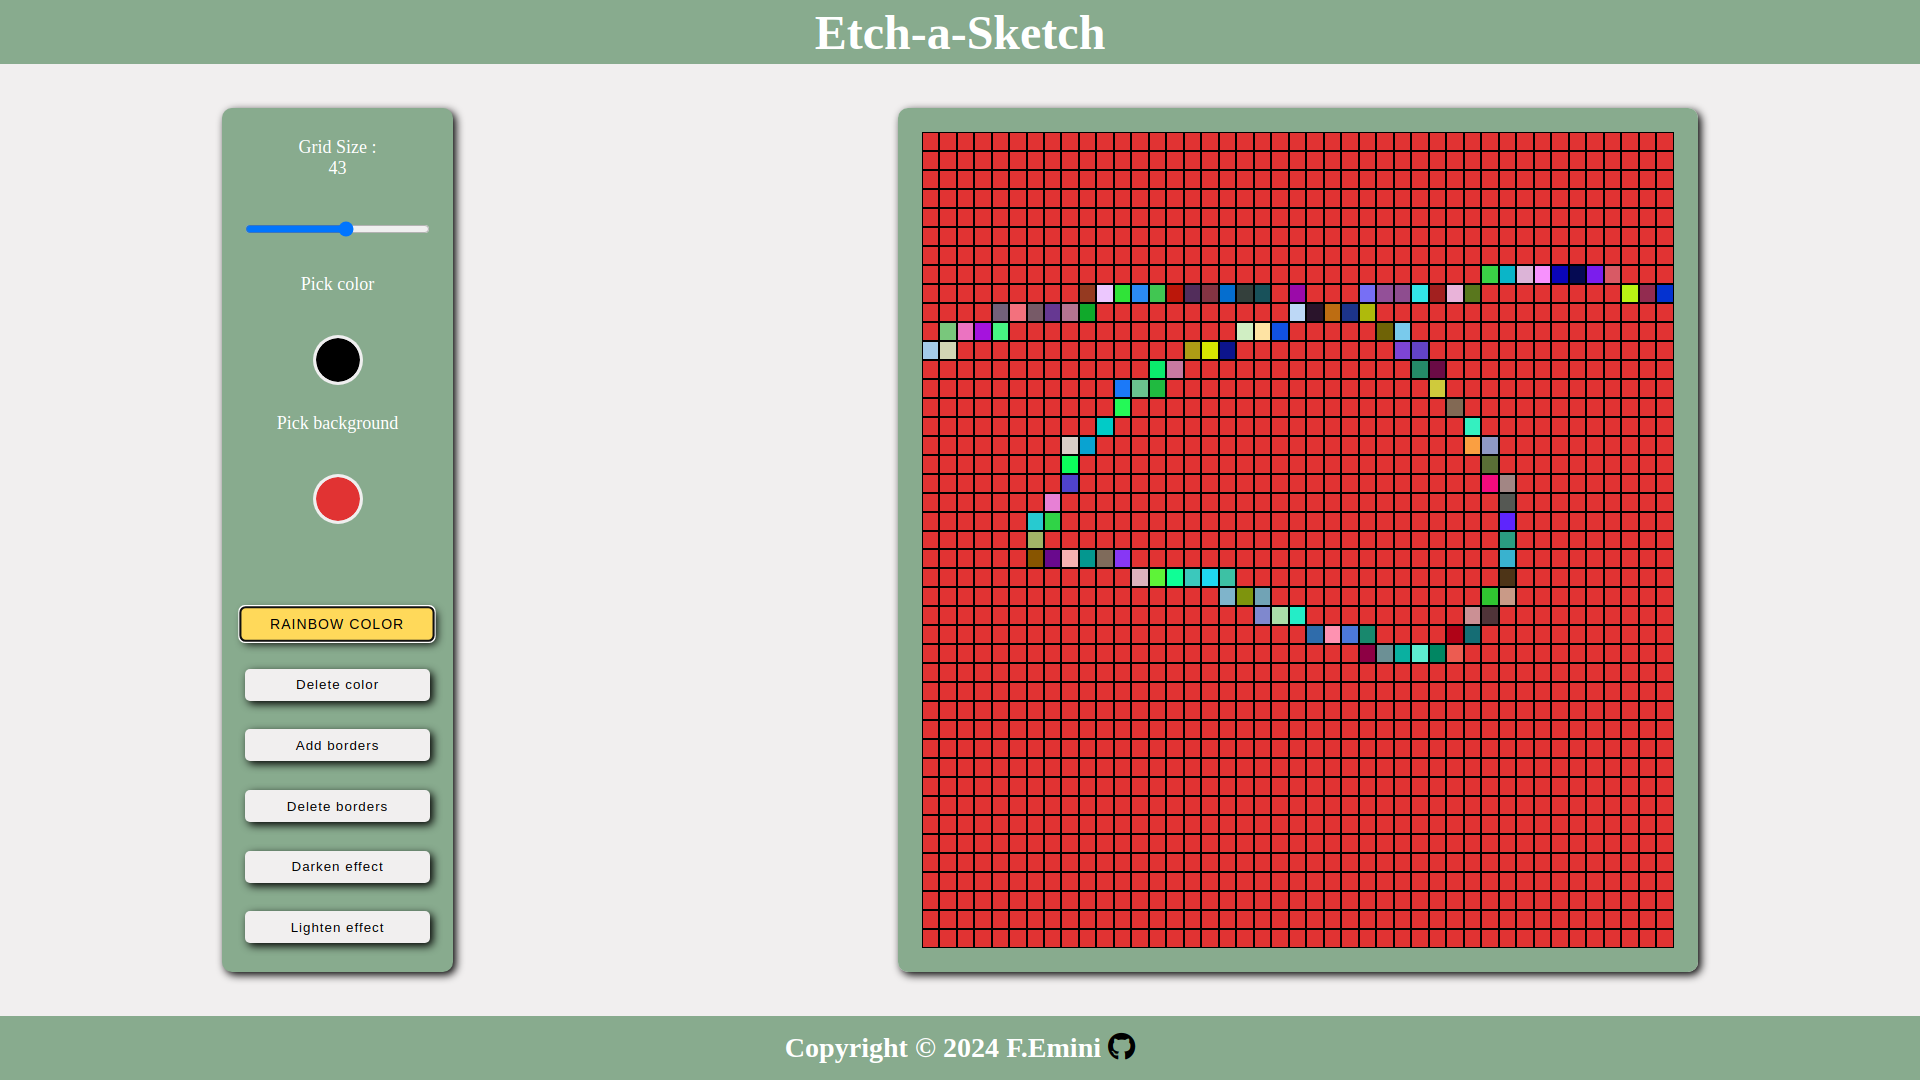 Etch-a-Sketch
Grid Size :
43
Pick color
Pick background
RAINBOW COLOR
Delete color
Add borders
Delete borders
Darken effect
Lighten effect
Copyright © 2024 F.Emini